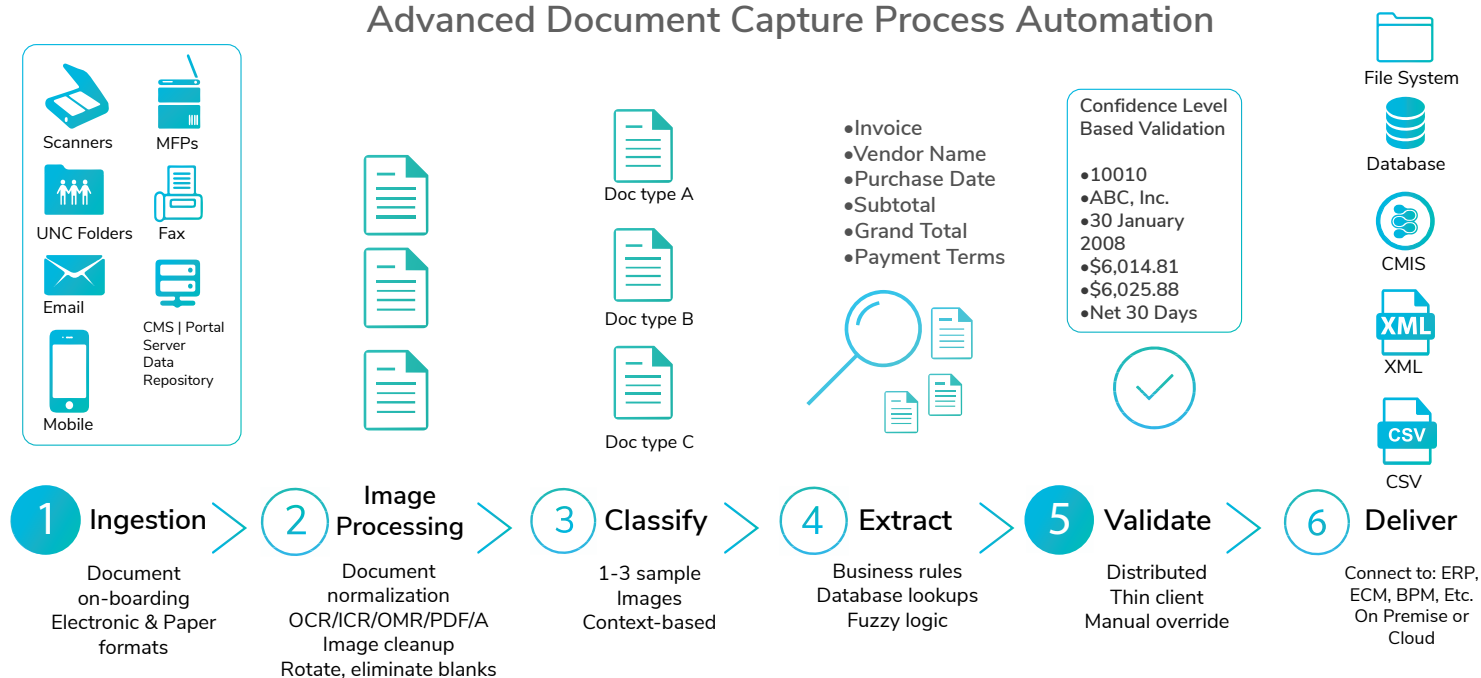 Advanced Document Capture Process Automation
Scanners
MFPs
UNC Folders
Fax
Email
CMS | Portal
Server
Data
Repository
Mobile
Doc type A
Doc type B
Doc type C
•Invoice
•Vendor Name
•Purchase Date
•Subtotal
•Grand Total
•Payment Terms
Confidence Level
Based Validation
•10010
•ABC, Inc.
•30 January
2008
•$6,014.81
•$6,025.88
•Net 30 Days
File System
Database
CMIS
XML
XML
CSV
CSV
1 Ingestion
Document
on-boarding
Electronic & Paper
formats
2 Image
Processing
Document
normalization
OCR/ICR/OMR/PDF/A
Image cleanup
Rotate, eliminate blanks
3 Classify
1-3 sample
Images
Context-based
4 Extract
Business rules
Database lookups
Fuzzy logic
5 Validate
Distributed
Thin client
Manual override
6 Deliver
Connect to: ERP,
ECM, BPM, Etc.
On Premise or
Cloud